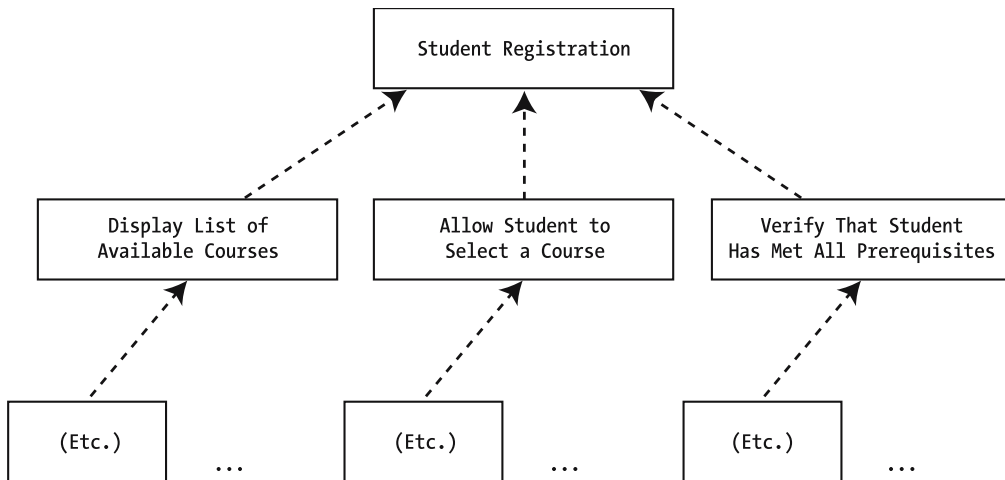 Student Registration
Display List of
Available Courses
Allow Student to
Select a Course
Verify That Student
Has Met All Prerequisites
(Etc.)
...
(Etc.)
...
(Etc.)
...